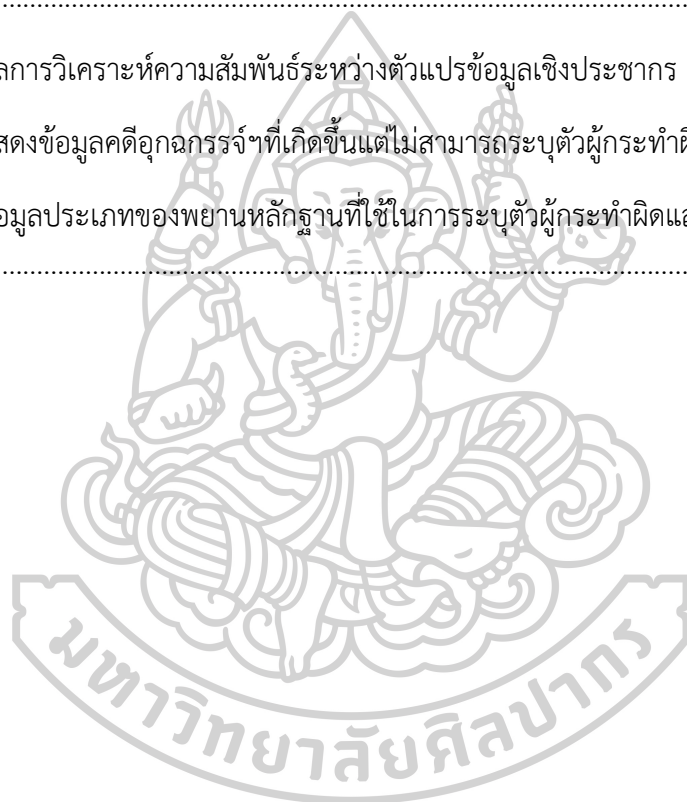 ................................................................
ลการวิเคราะห์ความสัมพันธ์ระหว่างตัวแปรข้อมูลเชิงประชากร
สดงข้อมูลคดีอุกฉกรรจ์ฯที่เกิดขึ้นแต่ไม่สามารถระบุตัวผู้กระทำผิ
อมูลประเภทของพยานหลักฐานที่ใช้ในการระบุตัวผู้กระทำผิดแล
................................................................
มหาวิทยาลัยศิลปากร